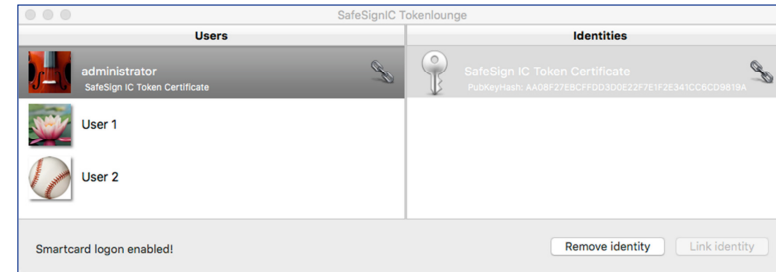 SafeSignIC Tokenlounge
Users
Identities
administrator
SafeSign IC Token Certificate
User 1
User 2
SafeSign IC Token Certificate
PubKeyHash: AA08F27EBCFFDD3D0E22F7E1F2E341CC6CD9819A
Smartcard logon enabled!
Remove identity
Link identity